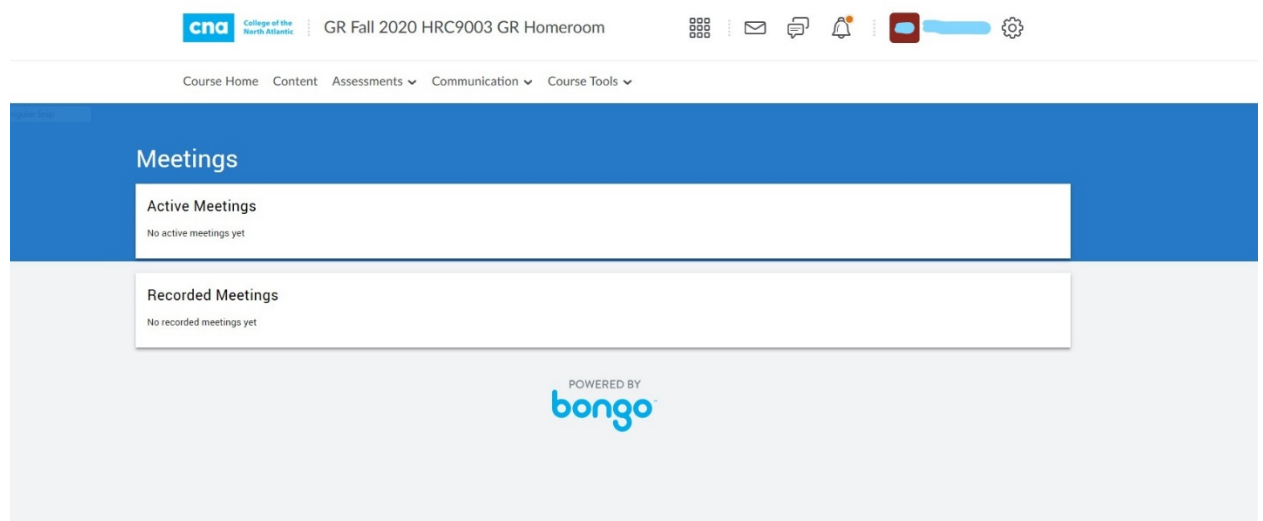 cna College of the North Atlantic GR Fall 2020 HRC9003 GR Homeroom
Course Home Content Assessments Communication Course Tools
Meetings
Active Meetings
No active meetings yet
Recorded Meetings
No recorded meetings yet
POWERED BY
bongo